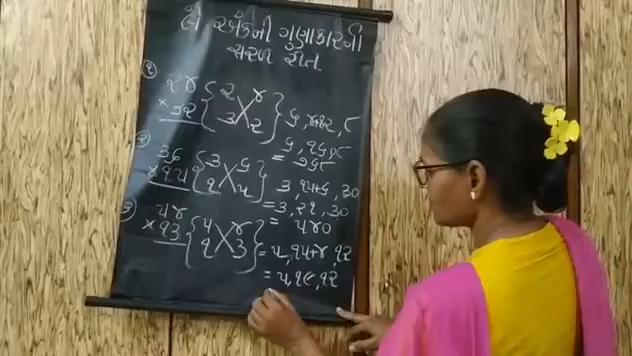 બે અંકની ગુણાકારની
સરળ રીત
૧
૨૪ { ૨ ૪
×૩૨ { ૩ ૨ } ૬, ૪+૧૨, ૮
૬, ૧૬, ૮
= ૭૬૮
૨
૩૬ { ૩ ૬
×૧૫ { ૧ ૫ } ૩, ૧૫+૬, ૩૦
= ૩, ૨૧, ૩૦
= ૫૪૦
૩
૫૪ { ૫ ૪
×૧૩ { ૧ ૩ } = ૫, ૧૫+૪, ૧૨
= ૫, ૧૯, ૧૨